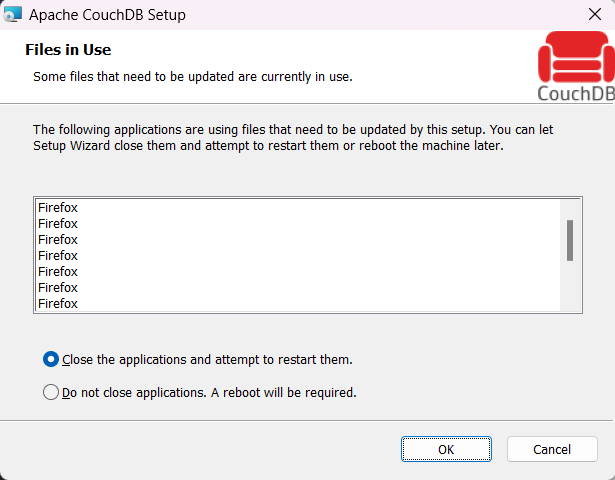 Apache CouchDB Setup
Files in Use
Some files that need to be updated are currently in use.
CouchDB
The following applications are using files that need to be updated by this setup. You can let
Setup Wizard close them and attempt to restart them or reboot the machine later.
Firefox
Firefox
Firefox
Firefox
Firefox
Firefox
Firefox
Close the applications and attempt to restart them.
Do not close applications. A reboot will be required.
OK
Cancel